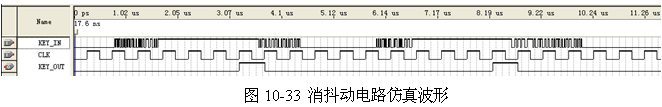 0 ps 1.02 us 2.05 us 3.07 us 4.1 us 5.12 us 6.14 us 7.17 us 8.19 us 9.22 us 10.24 us 11.26 us
Name
17.6 ns
KEY_IN
CLK
KEY_OUT
图 10-33 消抖动电路仿真波形